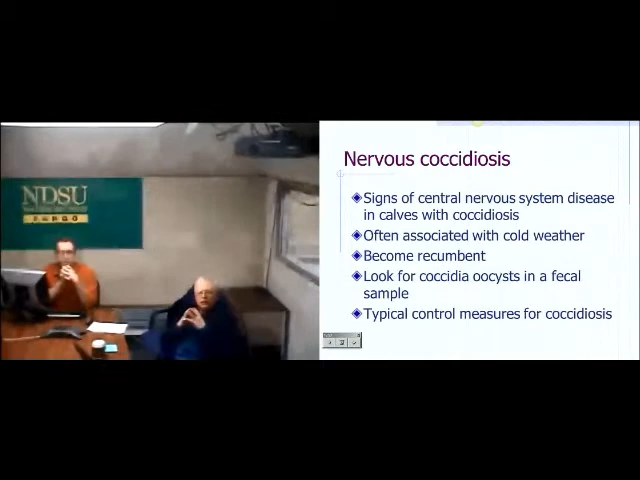 NDSU
FARGO
Nervous coccidiosis
Signs of central nervous system disease
in calves with coccidiosis
Often associated with cold weather
Become recumbent
Look for coccidia oocysts in a fecal
sample
Typical control measures for coccidiosis